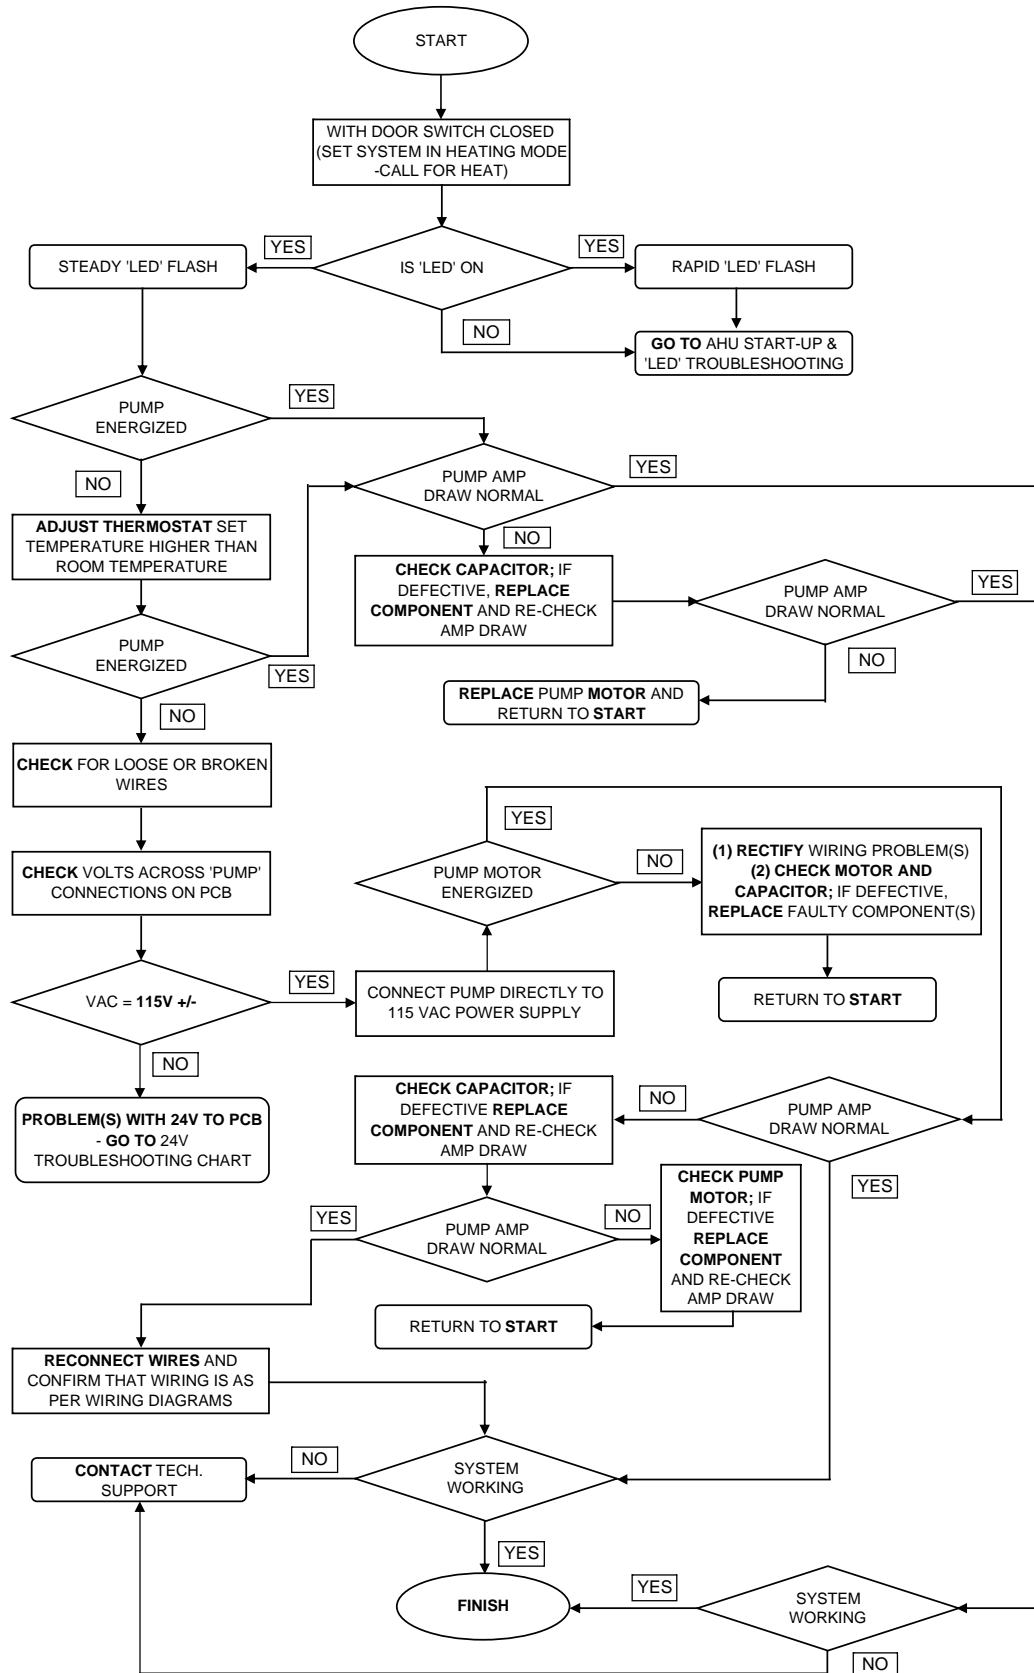 START
WITH DOOR SWITCH CLOSED
(SET SYSTEM IN HEATING MODE
-CALL FOR HEAT)
YES
YES
STEADY 'LED' FLASH
IS 'LED' ON
RAPID 'LED' FLASH
NO
GO TO AHU START-UP &
'LED' TROUBLESHOOTING
PUMP
ENERGIZED
YES
NO
PUMP AMP
DRAW NORMAL
YES
ADJUST THERMOSTAT SET
TEMPERATURE HIGHER THAN
ROOM TEMPERATURE
NO
CHECK CAPACITOR; IF
DEFECTIVE, REPLACE
COMPONENT AND RE-CHECK
AMP DRAW
PUMP AMP
DRAW NORMAL
YES
PUMP
ENERGIZED
YES
NO
NO
REPLACE PUMP MOTOR AND
RETURN TO START
CHECK FOR LOOSE OR BROKEN
WIRES
YES
CHECK VOLTS ACROSS 'PUMP'
CONNECTIONS ON PCB
PUMP MOTOR
ENERGIZED
NO
(1) RECTIFY WIRING PROBLEM(S)
(2) CHECK MOTOR AND
CAPACITOR; IF DEFECTIVE,
REPLACE FAULTY COMPONENT(S)
VAC = 115V +/-
YES
CONNECT PUMP DIRECTLY TO
115 VAC POWER SUPPLY
RETURN TO START
NO
PROBLEM(S) WITH 24V TO PCB
- GO TO 24V
TROUBLESHOOTING CHART
CHECK CAPACITOR; IF
DEFECTIVE REPLACE
COMPONENT AND RE-CHECK
AMP DRAW
NO
PUMP AMP
DRAW NORMAL
YES
YES
PUMP AMP
DRAW NORMAL
NO
CHECK PUMP
MOTOR; IF
DEFECTIVE
REPLACE
COMPONENT
AND RE-CHECK
AMP DRAW
RETURN TO START
RECONNECT WIRES AND
CONFIRM THAT WIRING IS AS
PER WIRING DIAGRAMS
NO
CONTACT TECH.
SUPPORT
SYSTEM
WORKING
YES
FINISH
YES
SYSTEM
WORKING
NO